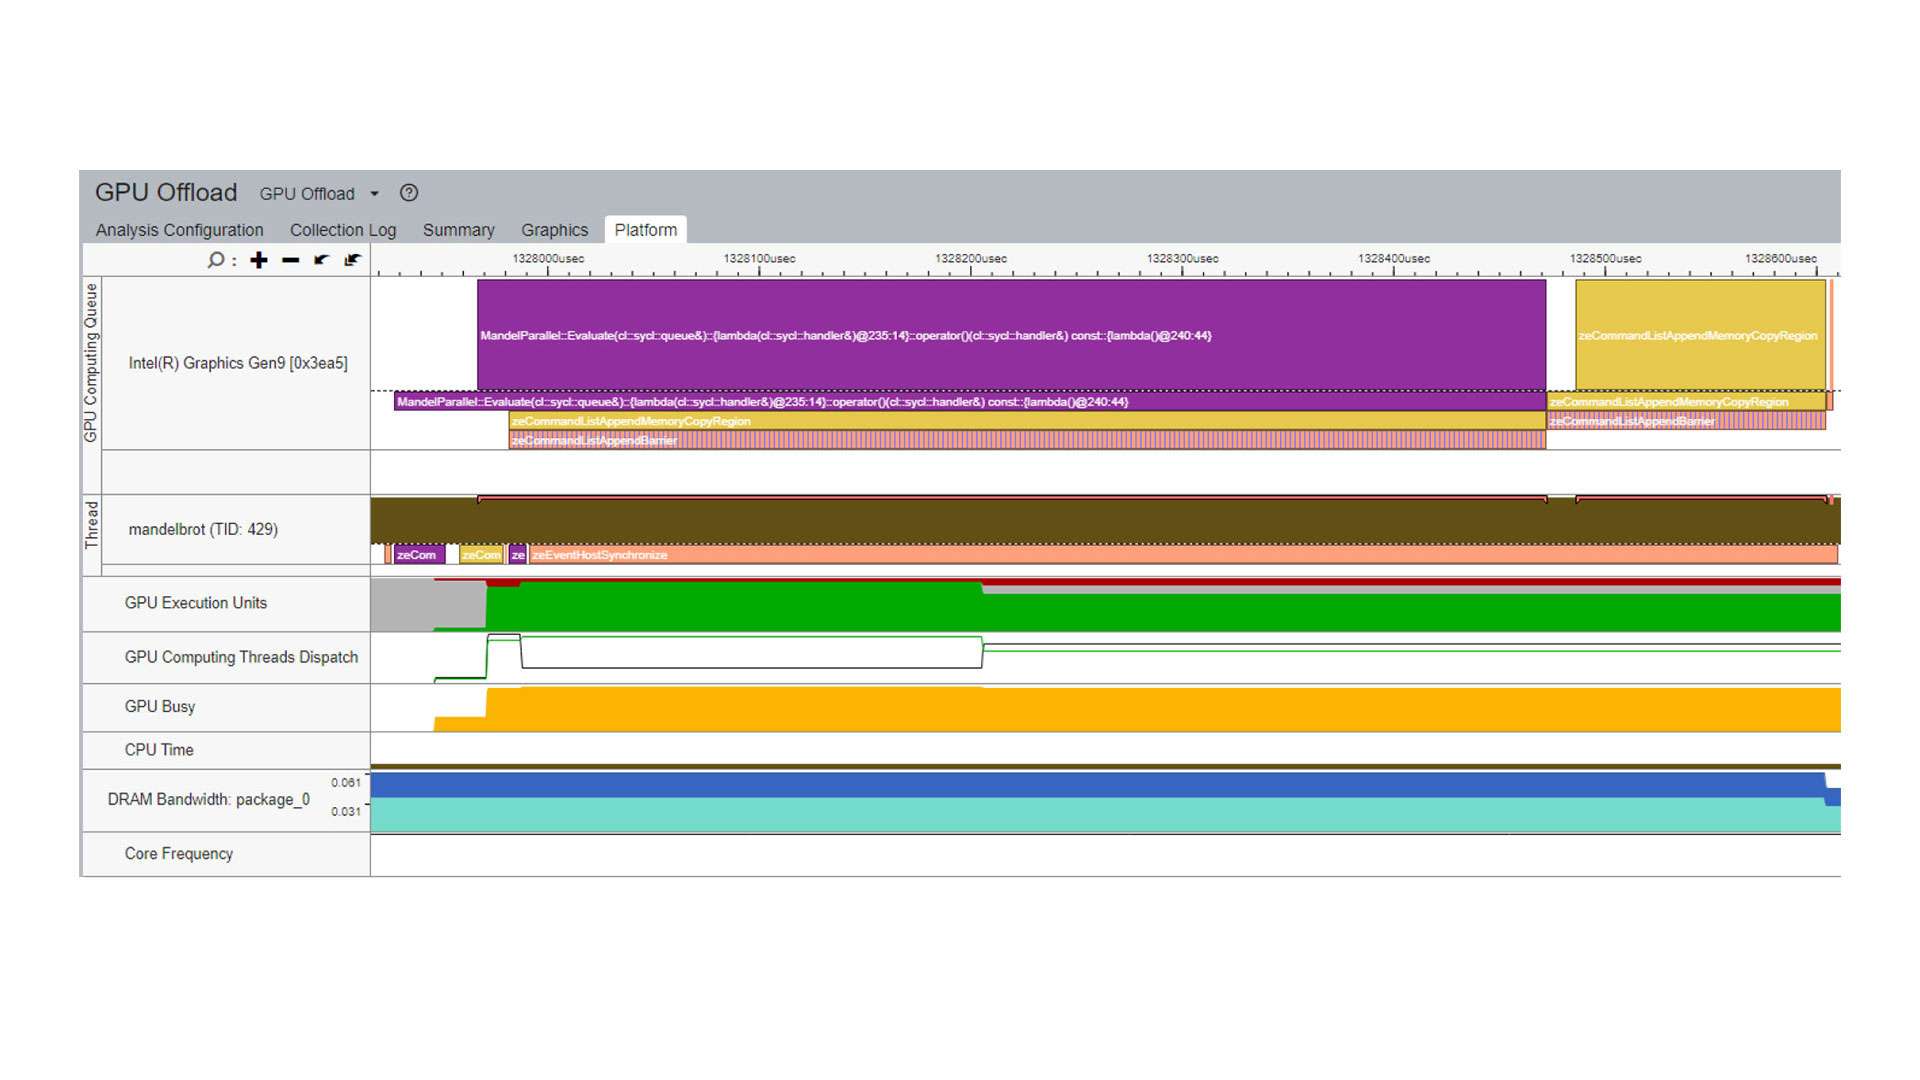 GPU Offload GPU Offload
Analysis Configuration Collection Log Summary Graphics Platform
1328000usec 1328100usec 1328200usec 1328300usec 1328400usec 1328500usec 1328600usec
GPU Computing Queue
Intel(R) Graphics Gen9 [0x3ea5]
MandelParallel::Evaluate(cl::sycl::queue&)::{lambda(cl::sycl::handler&)@235:14}::operator()(cl::sycl::handler&) const::{lambda()@240:44}
zeCommandListAppendMemoryCopyRegion
MandelParallel::Evaluate(cl::sycl::queue&)::{lambda(cl::sycl::handler&)@235:14}::operator()(cl::sycl::handler&) const::{lambda()@240:44}
zeCommandListAppendMemoryCopyRegion
zeCommandListAppendMemoryCopyRegion
zeCommandListAppendBarrier
zeCommandListAppendBarrier
Thread
mandelbrot (TID: 429)
zeCom zeCom ze zeEventHostSynchronize
GPU Execution Units
GPU Computing Threads Dispatch
GPU Busy
CPU Time
DRAM Bandwidth: package_0
0.061
0.031
Core Frequency